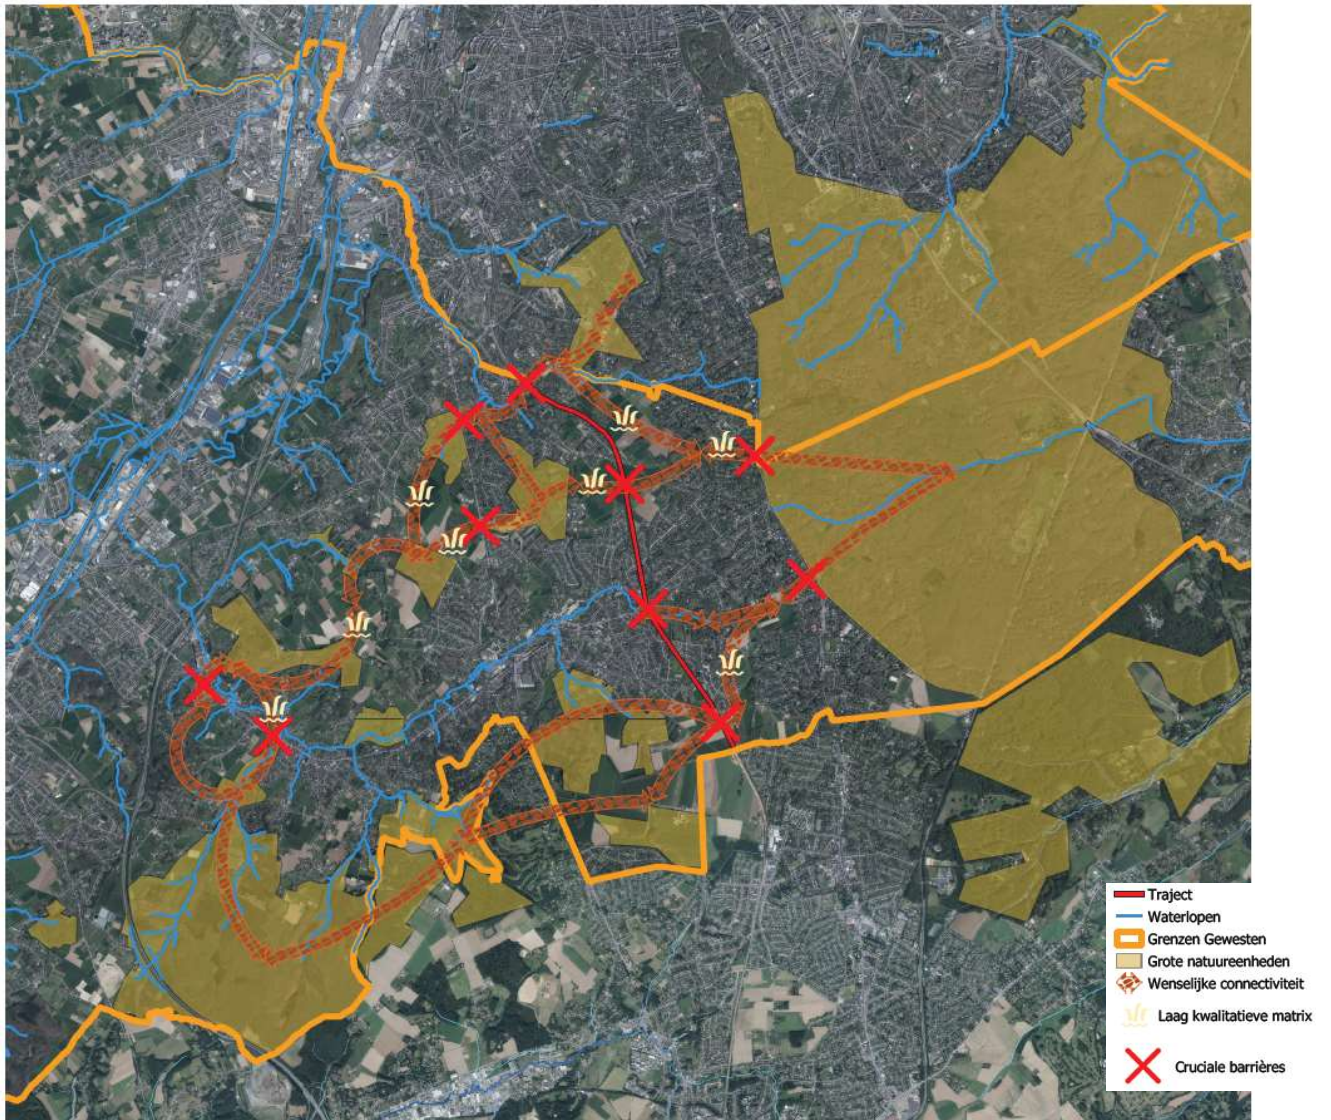 Traject
Waterlopen
Grenzen Gewesten
Grote natuureenheden
Wenselijke connectiviteit
Laag kwalitatieve matrix
Cruciale barrières